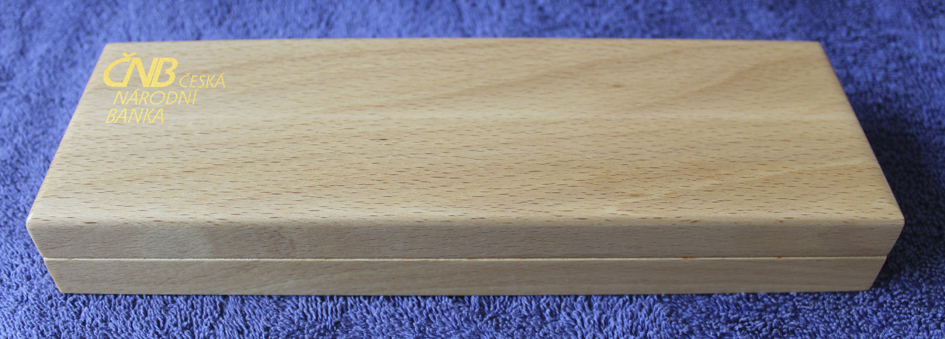 ČNB ČESKÁ
NÁRODNÍ
BANKA